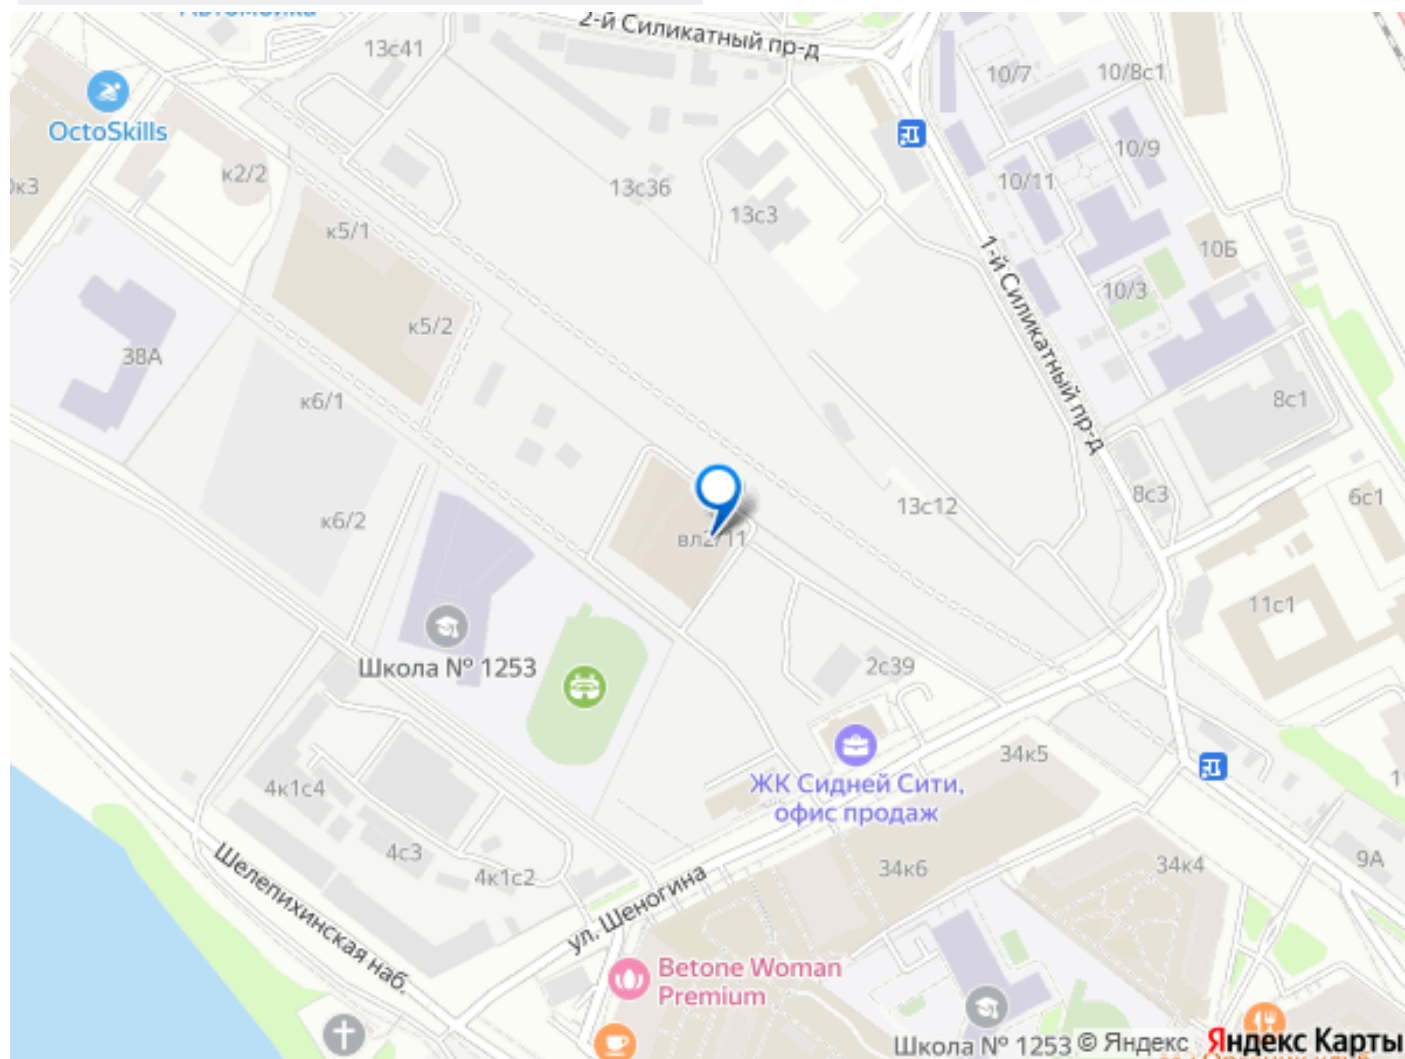 Автомойка
2-й Силикатный пр-д
13с41
10/7
10/8с1
OctoSkills
к2/2
10/9
10/11
13с36
13с3
к5/1
1-й Силикатный пр-д
10Б
10/3
к5/2
38А
к6/1
8с1
8с3
6с1
13с12
к6/2
вл2/11
11с1
Школа № 1253
2с39
34к5
ЖК Сидней Сити,
офис продаж
4к1с4
4с3
4к1с2
34к6
34к4
9А
Шелепихинская наб.
ул. Шеногина
Betone Woman
Premium
Школа № 1253
© Яндекс
Яндекс Карты